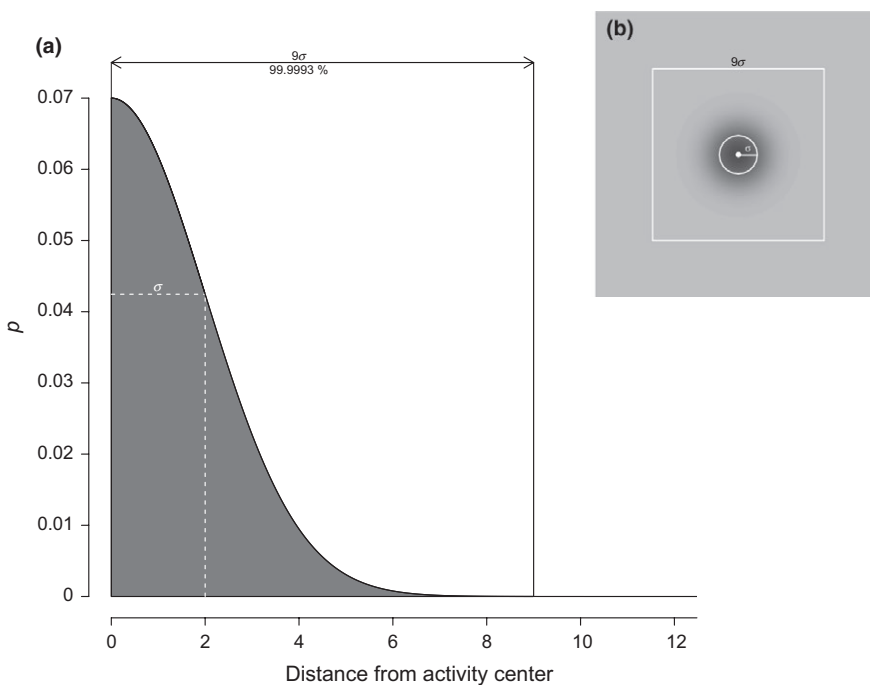 (a)
9σ
99.9993 %
0.07
0.06
0.05
0.04
0.03
0.02
0.01
0
σ
p
0 2 4 6 8 10 12
Distance from activity center
(b)
9σ
σ